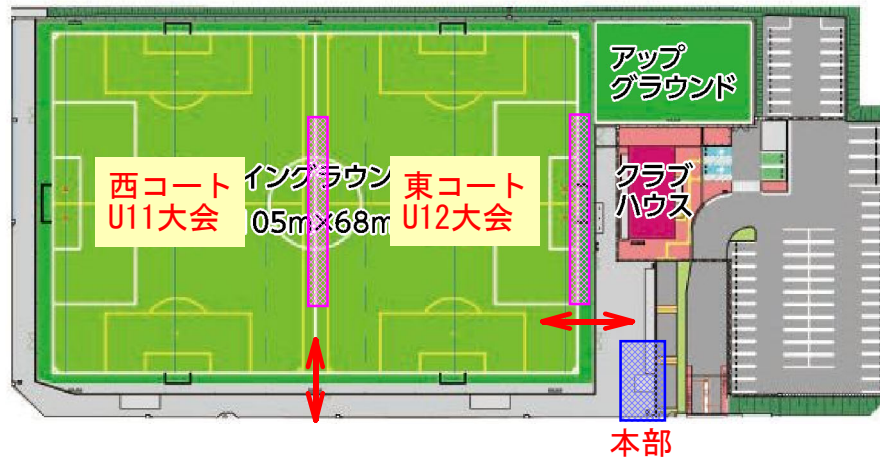 アップ
グラウンド
西コート
U11大会
イングラウン
05m×68m
東コート
U12大会
クラブ
ハウス
本部